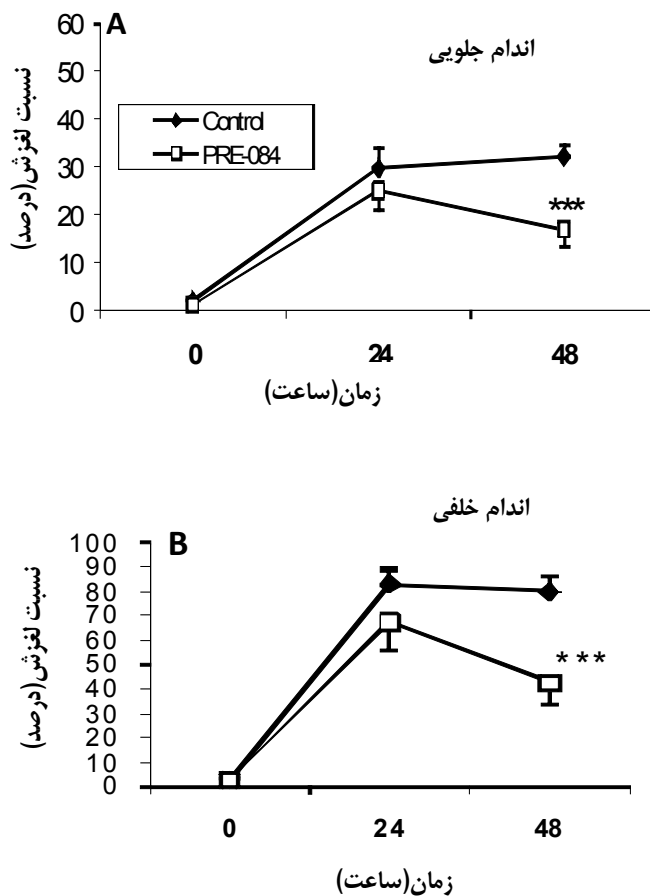 A
اندام جلویی
نسبت لغزش(درصد)
60
50
40
30
20
10
0
Control
PRE-084
***
0 24 48
زمان(ساعت)
اندام خلفی
B
نسبت لغزش(درصد)
100
90
80
70
60
50
40
30
20
10
0
***
0 24 48
زمان(ساعت)